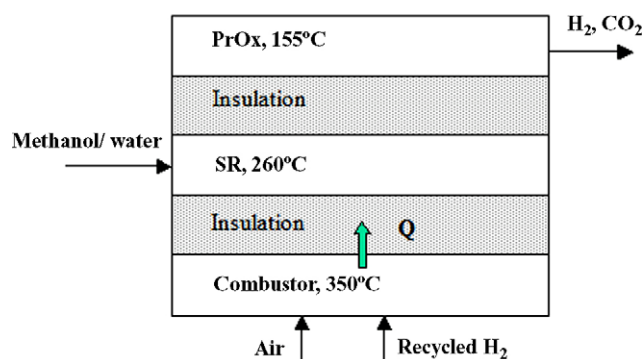 PrOx, 155ºC
H₂, CO₂
Insulation
Methanol/ water
SR, 260ºC
Insulation
Q
Combustor, 350ºC
Air
Recycled H₂